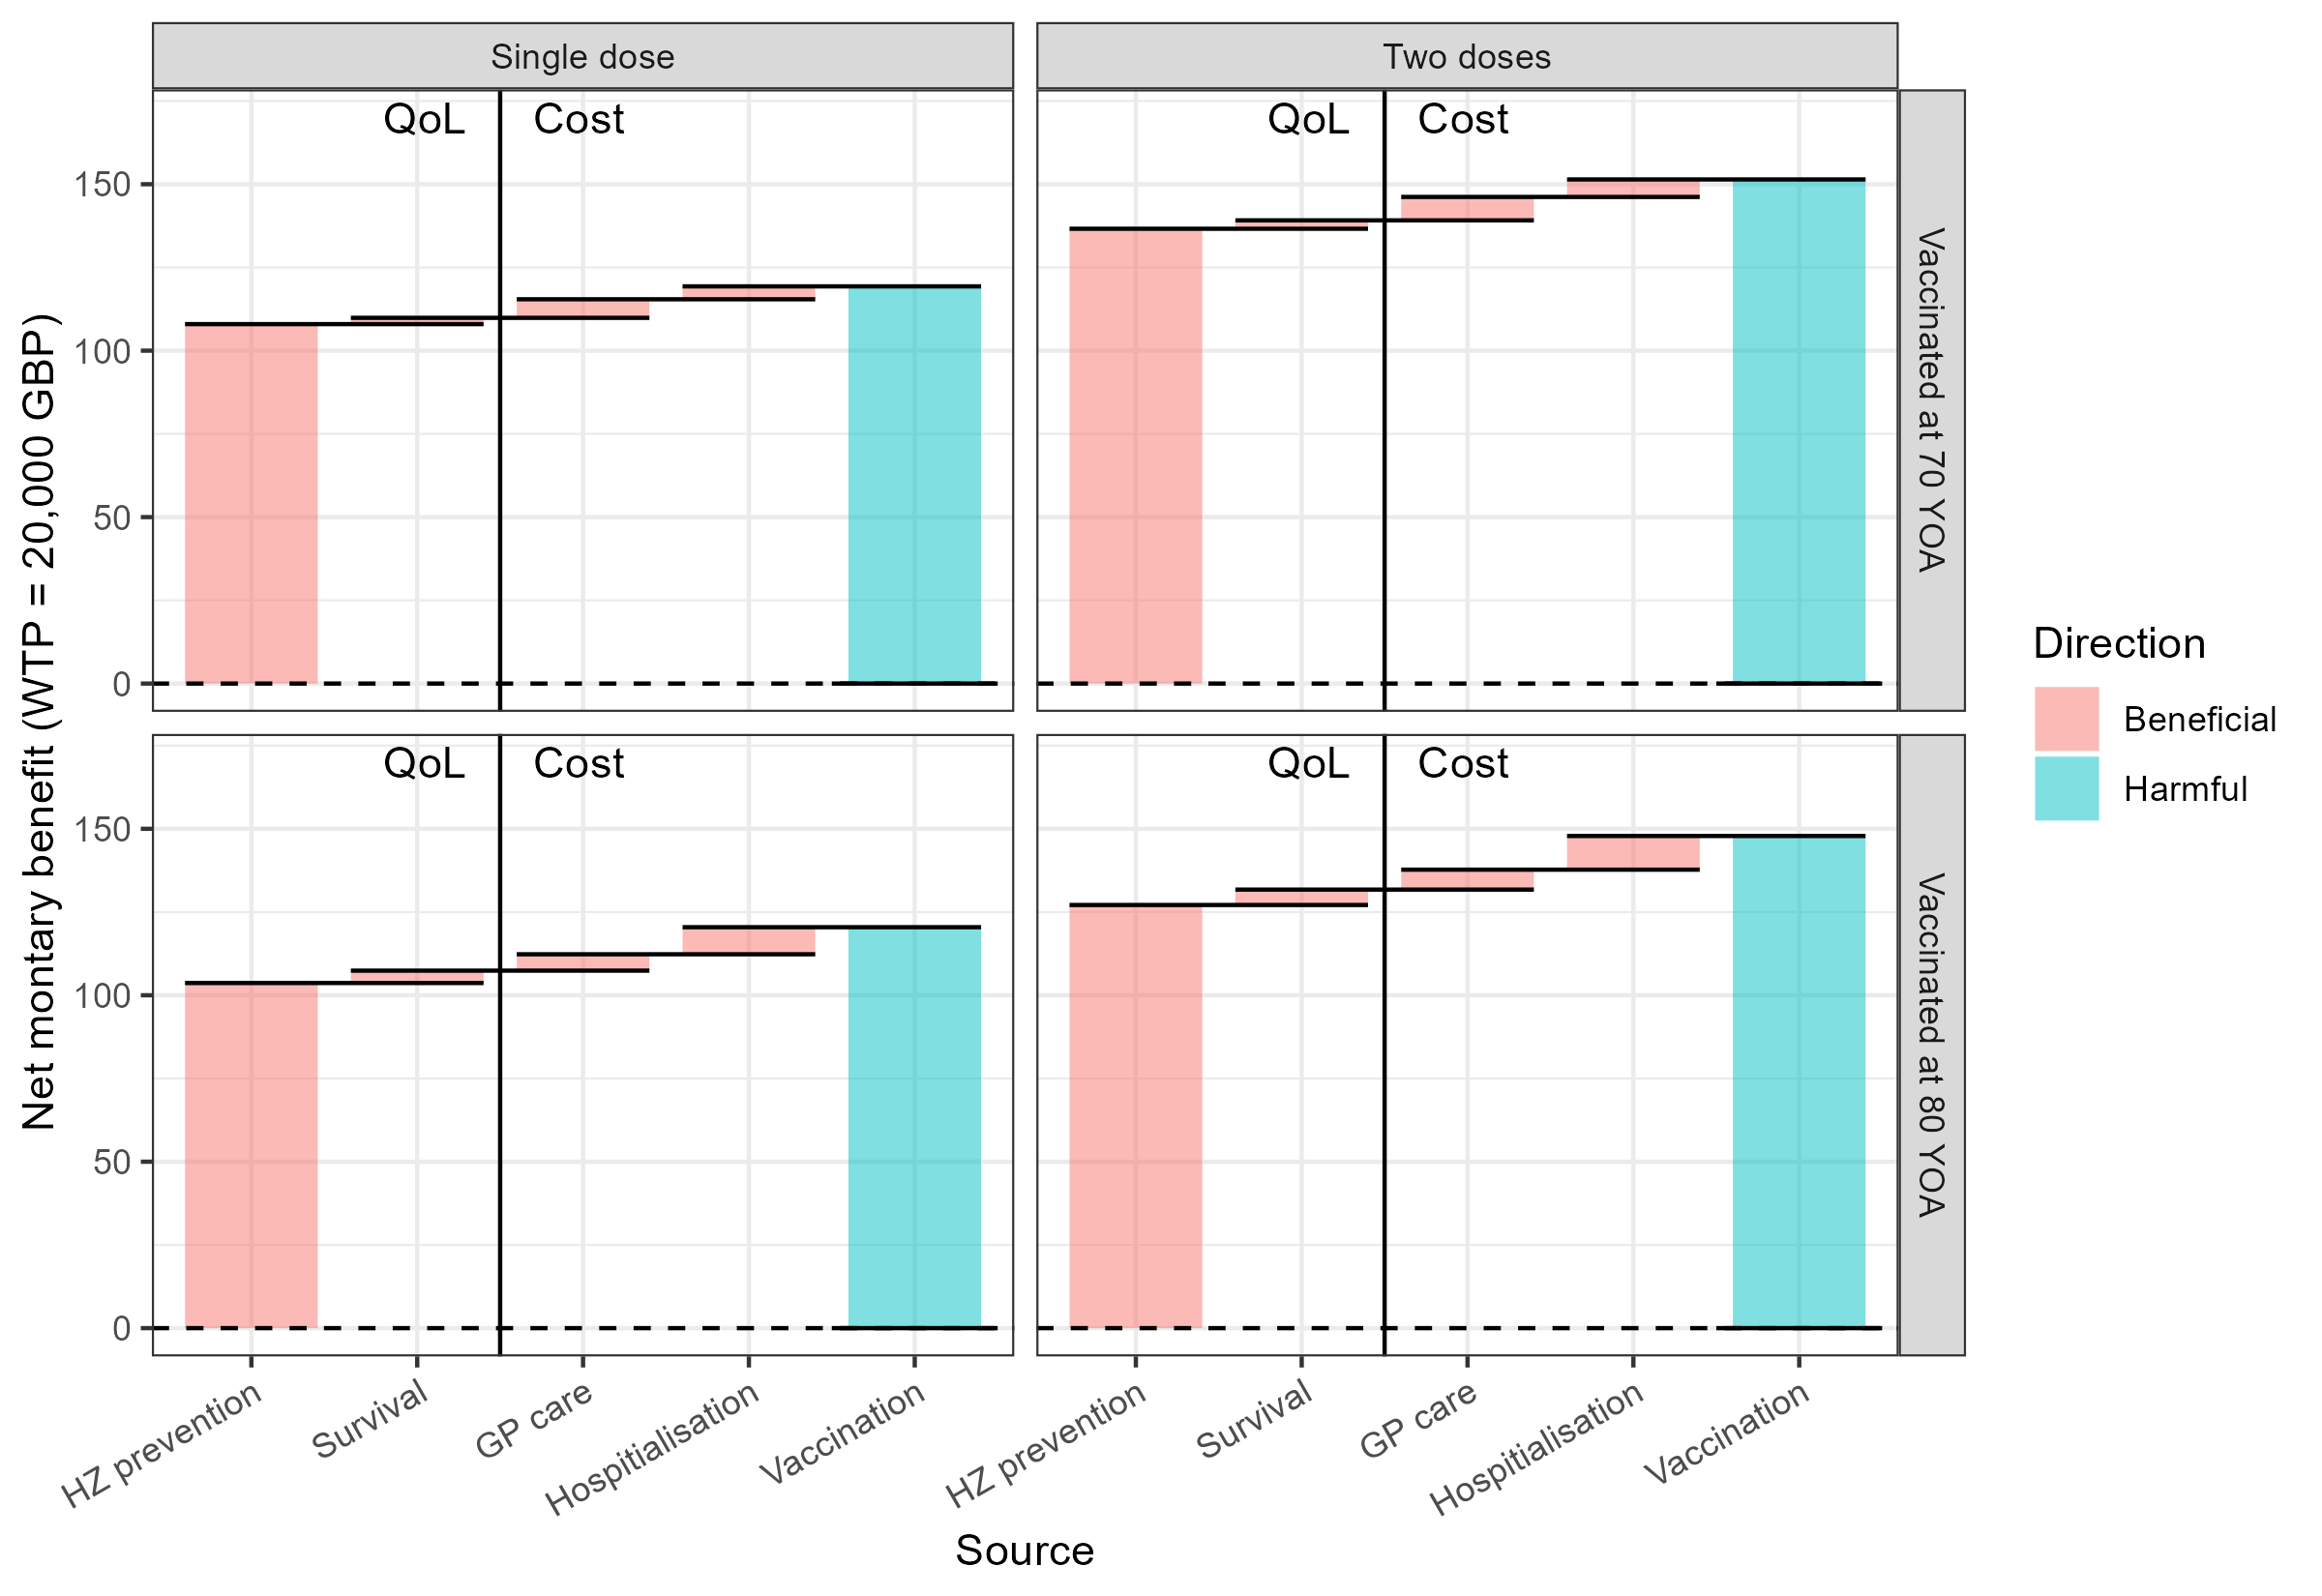 Single dose
Two doses
QoL
Cost
QoL
Cost
150
100
50
0
Vaccinated at 70 YOA
QoL
Cost
QoL
Cost
150
100
50
0
Vaccinated at 80 YOA
Net montary benefit (WTP = 20,000 GBP)
HZ prevention
Survival
GP care
Hospitialisation
Vaccination
HZ prevention
Survival
GP care
Hospitialisation
Vaccination
Source
Direction
Beneficial
Harmful